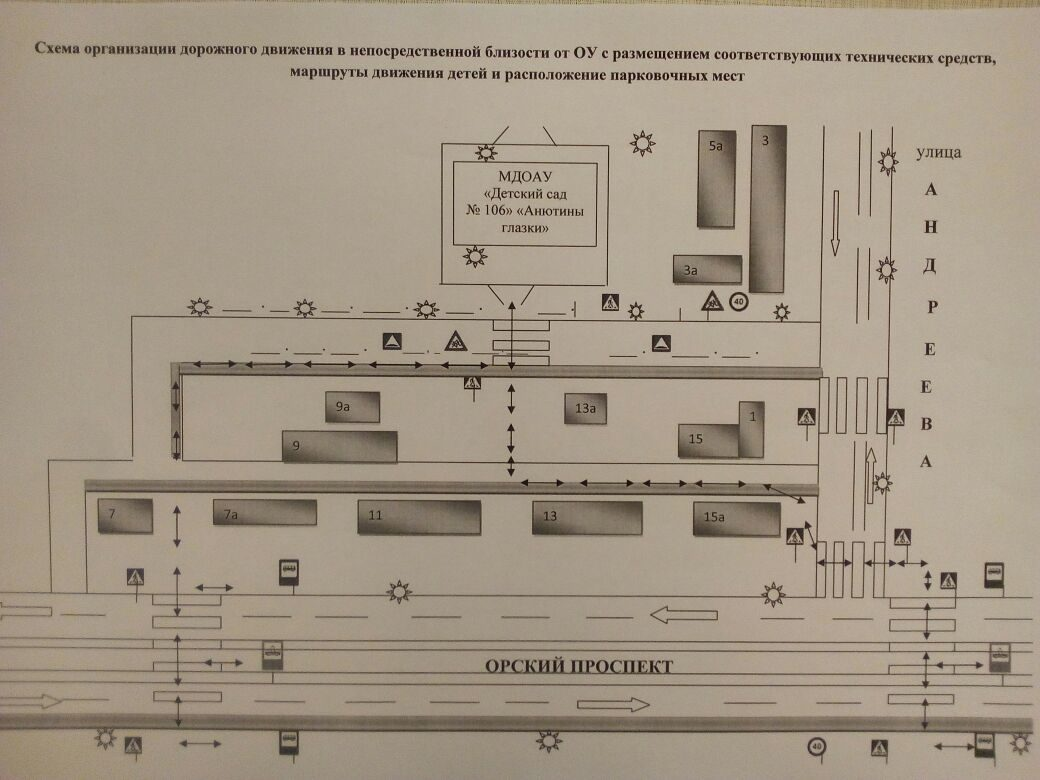 Схема организации дорожного движения в непосредственной близости от ОУ с размещением соответствующих технических средств,
маршруты движения детей и расположение парковочных мест
МДОАУ
«Детский сад
№ 106» «Анютины
глазки»
5а
3
3а
40
улица
А
Н
Д
Р
Е
Е
В
А
9а
9
13а
1
15
7
7а
11
13
15а
ОРСКИЙ ПРОСПЕКТ
40